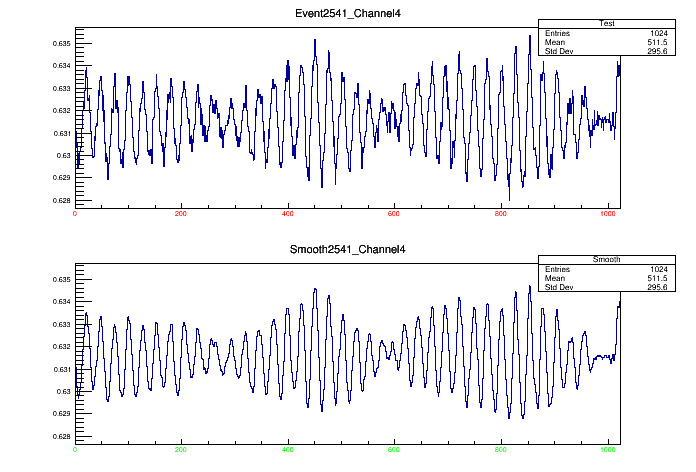 Event2541_Channel4
Test
Entries 1024
Mean 511.5
Std Dev 295.6
0.635
0.634
0.633
0.632
0.631
0.63
0.629
0.628
0 200 400 600 800 1000
Smooth2541_Channel4
Smooth
Entries 1024
Mean 511.5
Std Dev 295.6
0.635
0.634
0.633
0.632
0.631
0.63
0.629
0.628
0 200 400 600 800 1000